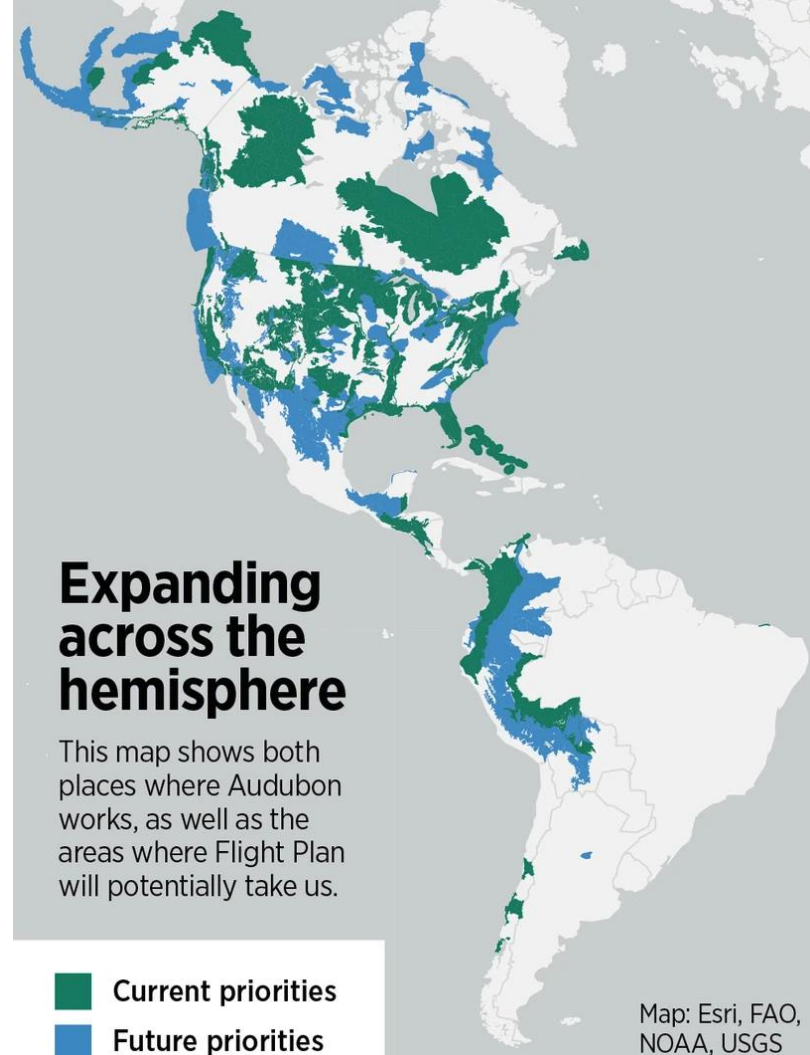 Expanding
across the
hemisphere
This map shows both
places where Audubon
works, as well as the
areas where Flight Plan
will potentially take us.
Current priorities
Future priorities
Map: Esri, FAO,
NOAA, USGS